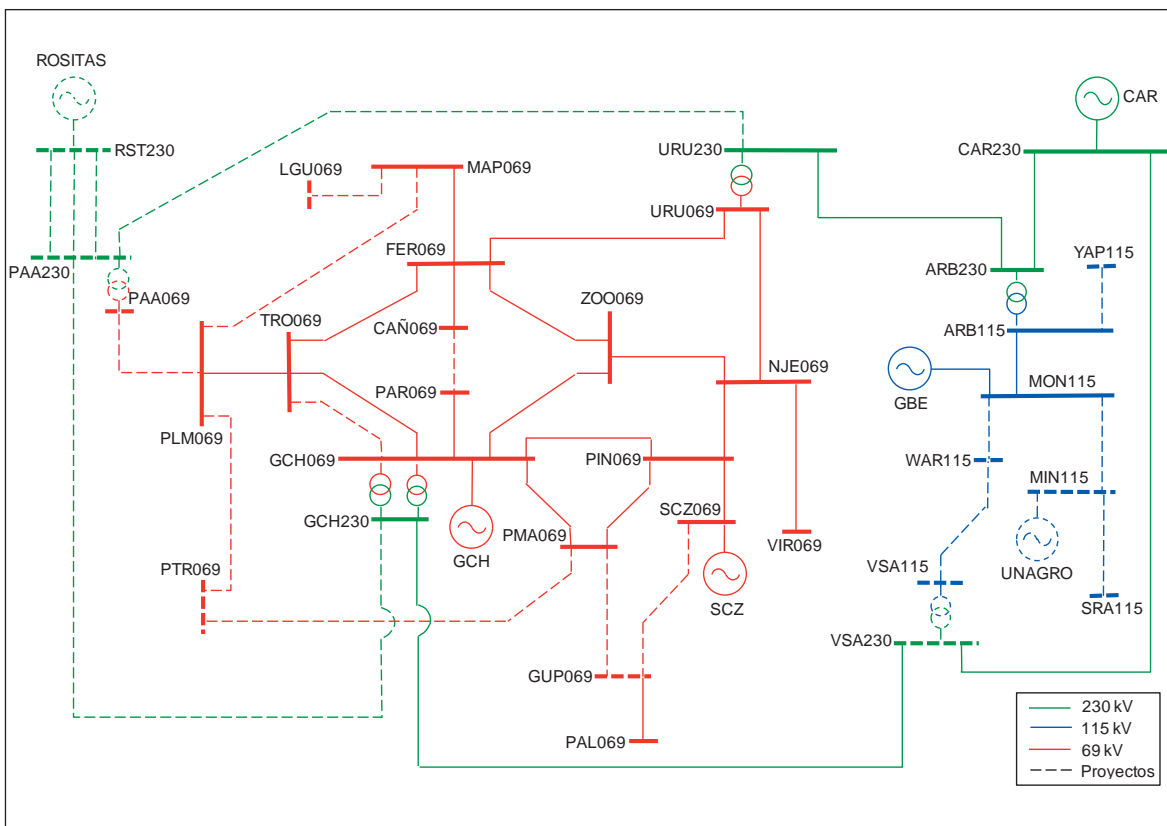 ROSITAS
CAR
RST230
LGU069
MAP069
URU230
CAR230
URU069
FER069
YAP115
PAA230
ARB230
PAA069
ZOO069
TRO069
CAÑ069
ARB115
NJE069
PAR069
GBE
MON115
PLM069
GCH069
PIN069
WAR115
MIN115
SCZ069
GCH230
PMA069
VIR069
GCH
VSA115
UNAGRO
PTR069
SCZ
SRA115
VSA230
GUP069
PAL069
230 kV
115 kV
69 kV
Proyectos